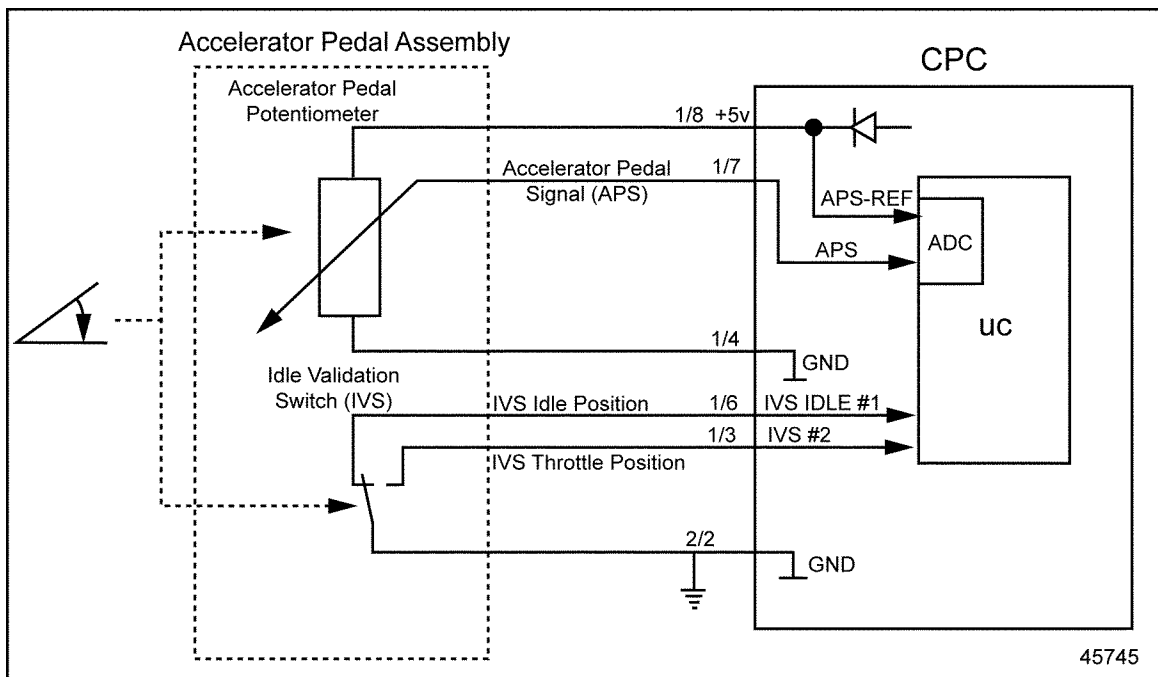 Accelerator Pedal Assembly
CPC
Accelerator Pedal
Potentiometer
1/8 +5v
Accelerator Pedal
Signal (APS)
1/7
APS-REF
ADC
APS
uc
1/4
GND
Idle Validation
Switch (IVS)
IVS Idle Position
1/6
IVS IDLE #1
1/3
IVS #2
IVS Throttle Position
2/2
GND
45745